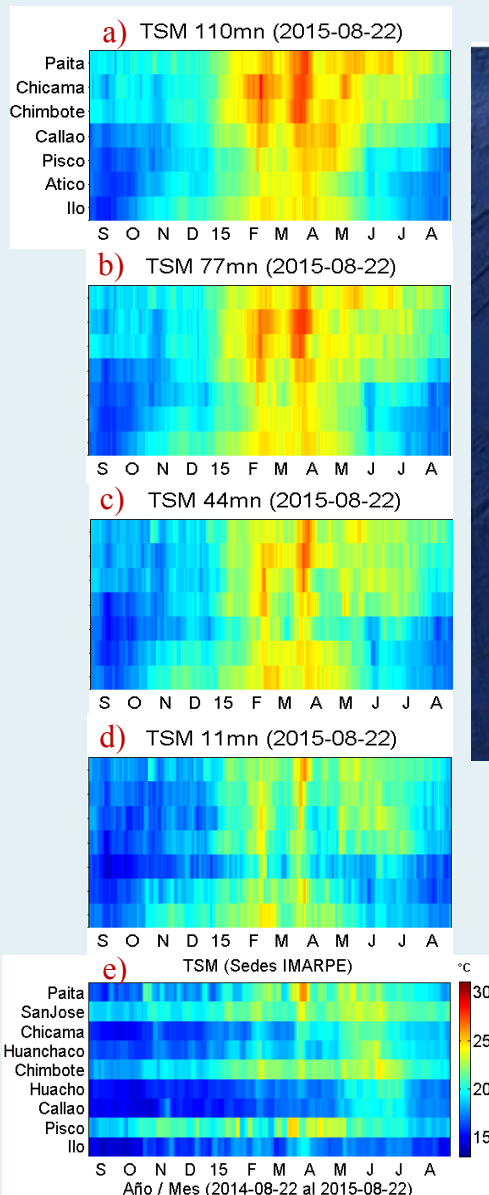 a) TSM 110mn (2015-08-22)
Paita
Chicama
Chimbote
Callao
Pisco
Atico
Ilo
S O N D 15 F M A M J J A
b) TSM 77mn (2015-08-22)
S O N D 15 F M A M J J A
c) TSM 44mn (2015-08-22)
S O N D 15 F M A M J J A
d) TSM 11mn (2015-08-22)
S O N D 15 F M A M J J A
e) TSM (Sedes IMARPE)
°C
Paita
SanJose
Chicama
Huanchaco
Chimbote
Huacho
Callao
Pisco
Ilo
30
25
20
15
S O N D 15 F M A M J J A
Año / Mes (2014-08-22 al 2015-08-22)